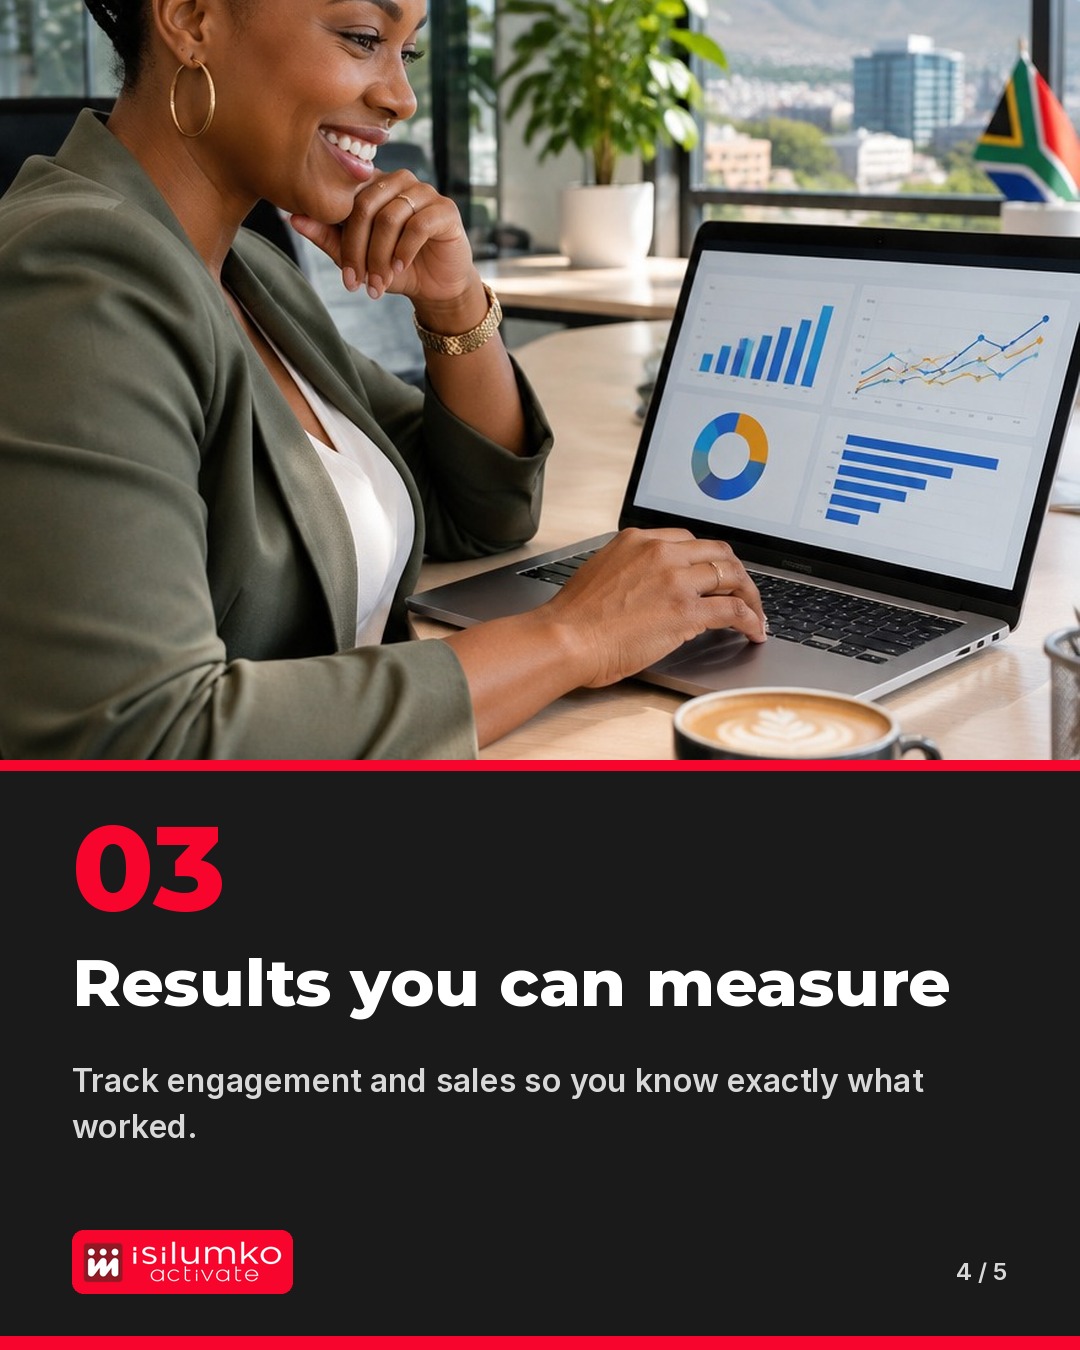 03
Results you can measure
Track engagement and sales so you know exactly what
worked.
isilumko
activate
4 / 5